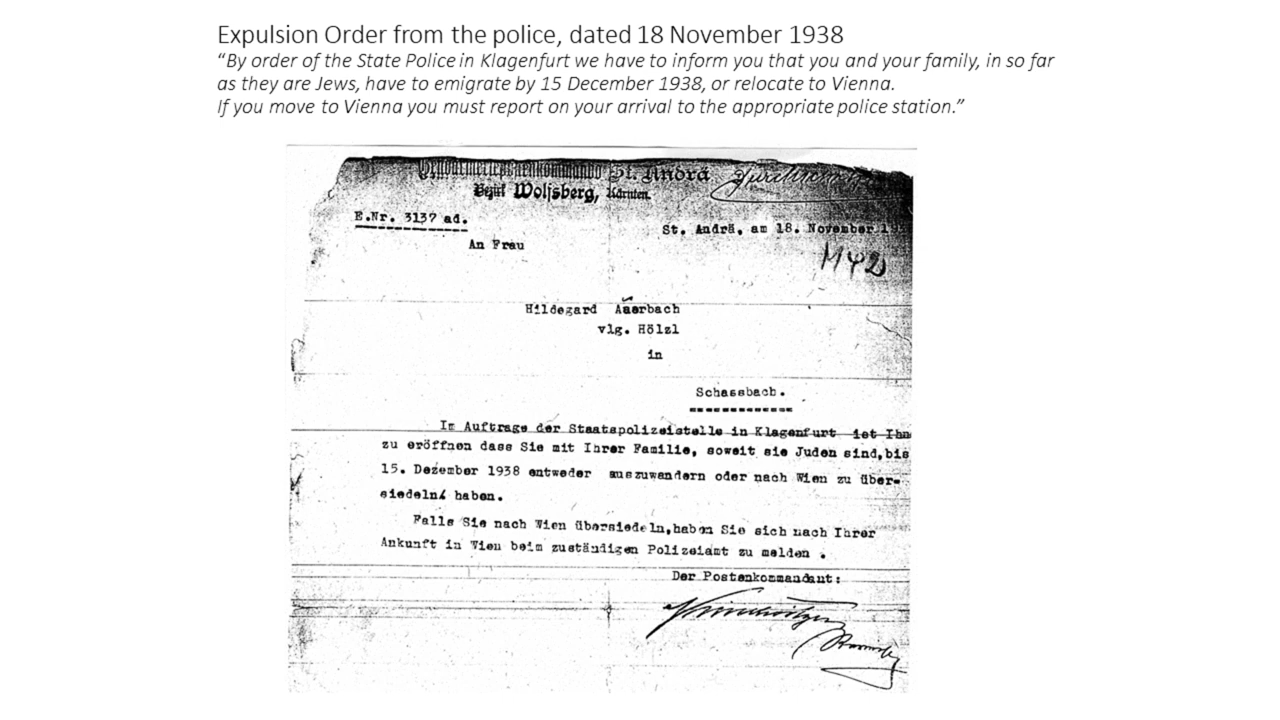 Expulsion Order from the police, dated 18 November 1938
“By order of the State Police in Klagenfurt we have to inform you that you and your family, in so far
as they are Jews, have to emigrate by 15 December 1938, or relocate to Vienna.
If you move to Vienna you must report on your arrival to the appropriate police station.”
St. Andrä
Bezirk Wolfsberg, Kärnten.
E.Nr. 3137 ad.
St. Andrä, am 18. November 1
An Frau
Hildegard Auerbach
vlg. Hölzl
in
Schassbach.
Im Auftrage der Staatspolizeistelle in Klagenfurt ist Ihn
zu eröffnen dass Sie mit Ihrer Familie, soweit sie Juden sind,bis
15. Dezember 1938 entweder auszuwandern oder nach Wien zu über-
siedeln haben.
Falls Sie nach Wien übersiedeln,haben Sie sich nach Ihrer
Ankunft in Wien beim zuständigen Polizeiamt zu melden .
Der Postenkommandant: